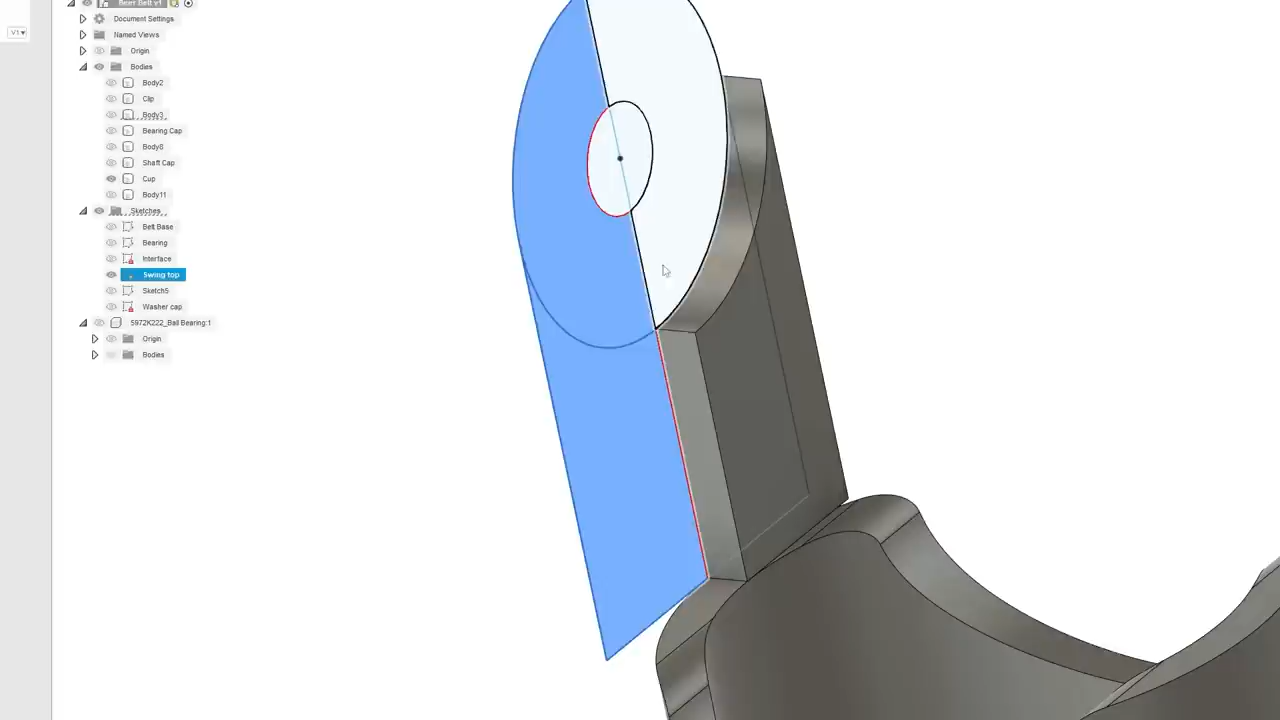 Beer Belt v1
V1
Document Settings
Named Views
Origin
Bodies
Body2
Clip
Body3
Bearing Cap
Body8
Shaft Cap
Cup
Body11
Sketches
Belt Base
Bearing
Interface
Swing top
Sketch5
Washer cap
5972K222_Ball Bearing:1
Origin
Bodies